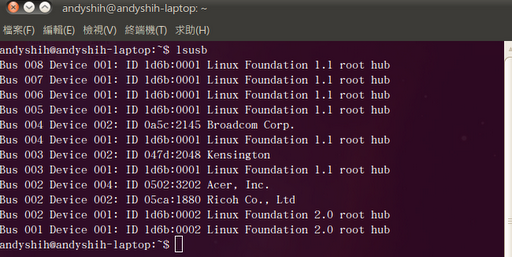 andyshih@andyshih-laptop: ~
檔案(F) 編輯(E) 檢視(V) 終端機(T) 求助(H)
andyshih@andyshih-laptop:~$ lsusb
Bus 008 Device 001: ID 1d6b:0001 Linux Foundation 1.1 root hub
Bus 007 Device 001: ID 1d6b:0001 Linux Foundation 1.1 root hub
Bus 006 Device 001: ID 1d6b:0001 Linux Foundation 1.1 root hub
Bus 005 Device 001: ID 1d6b:0001 Linux Foundation 1.1 root hub
Bus 004 Device 002: ID 0a5c:2145 Broadcom Corp.
Bus 004 Device 001: ID 1d6b:0001 Linux Foundation 1.1 root hub
Bus 003 Device 002: ID 047d:2048 Kensington
Bus 003 Device 001: ID 1d6b:0001 Linux Foundation 1.1 root hub
Bus 002 Device 004: ID 0502:3202 Acer, Inc.
Bus 002 Device 002: ID 05ca:1880 Ricoh Co., Ltd
Bus 002 Device 001: ID 1d6b:0002 Linux Foundation 2.0 root hub
Bus 001 Device 001: ID 1d6b:0002 Linux Foundation 2.0 root hub
andyshih@andyshih-laptop:~$